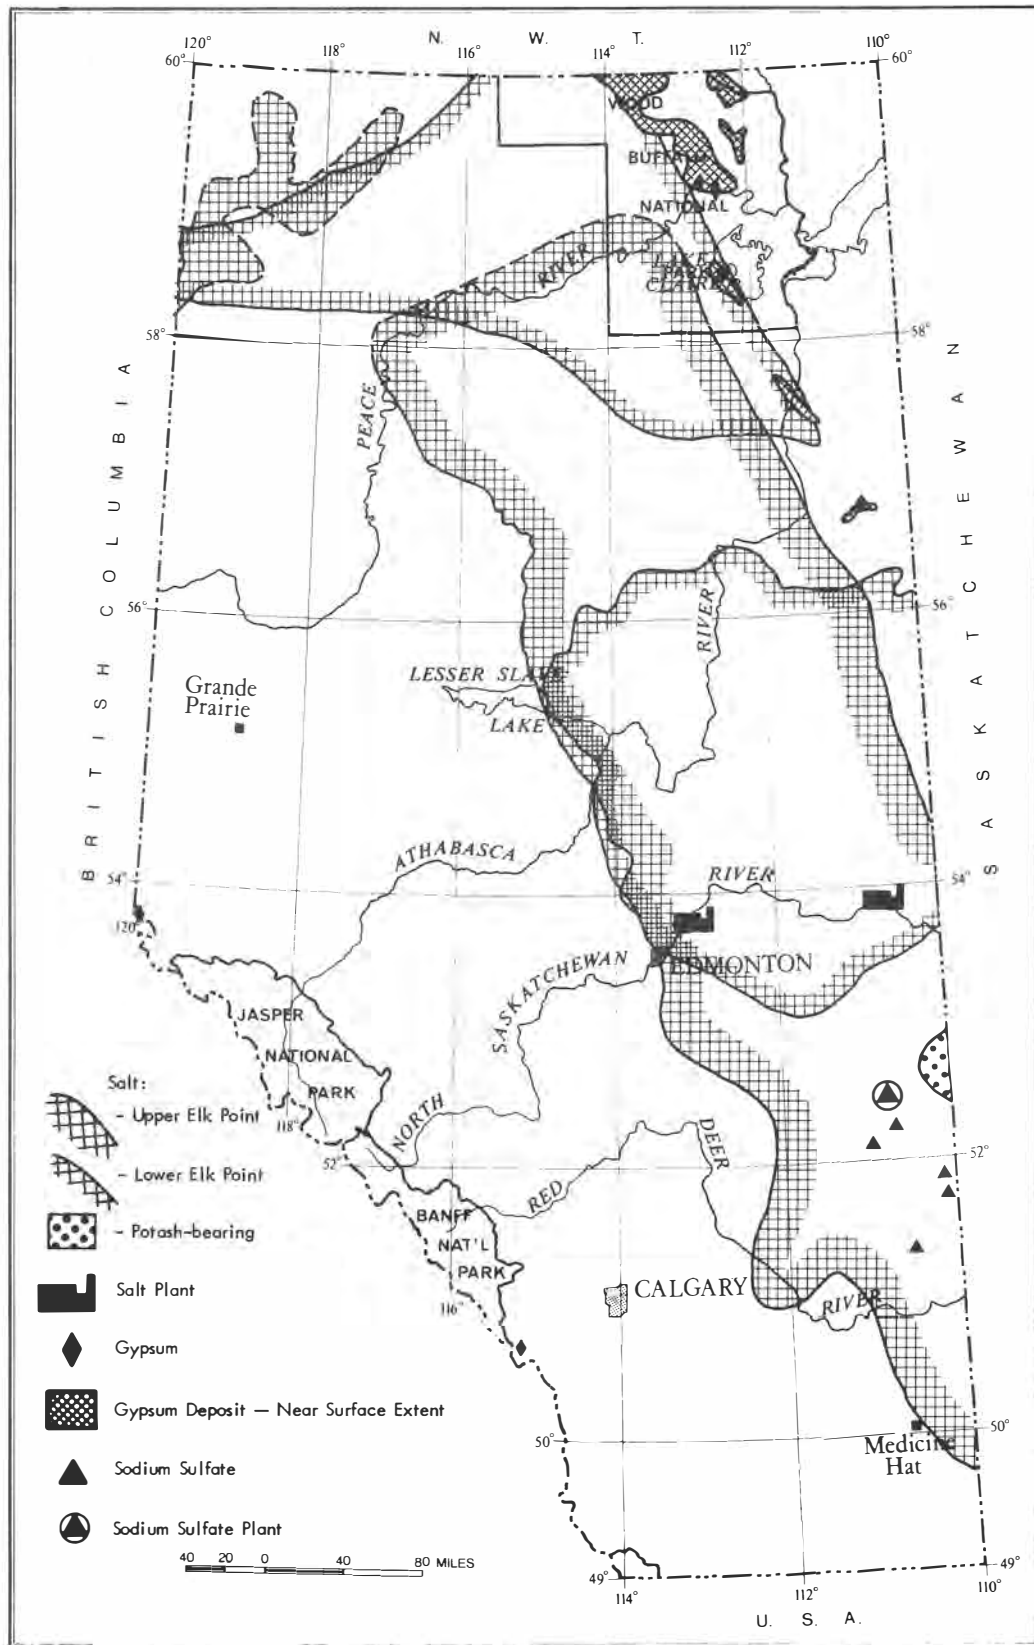 N. W. T.
120° 118° 116° 114° 112° 110°
60° 60°
WOOD
BUFFALO
NATIONAL
LAKE
PARK
CLAIRE
RIVER
58° 58°
PEACE
BRITISH COLUMBIA
SASKATCHEWAN
56° 56°
RIVER
LESSER SLAVE
LAKE
Grande
Prairie
ATHABASCA
54° 54°
RIVER
120°
EDMONTON
SASKATCHEWAN
JASPER
NATIONAL
PARK
NORTH
118°
DEER
52° 52°
RED
BANFF
NAT'L
PARK
116°
CALGARY
RIVER
50° 50°
Medicine
Hat
49° 49°
114° 112° 110°
U. S. A.
Salt:
- Upper Elk Point
- Lower Elk Point
- Potash-bearing
Salt Plant
Gypsum
Gypsum Deposit — Near Surface Extent
Sodium Sulfate
Sodium Sulfate Plant
40 20 0 40 80 MILES